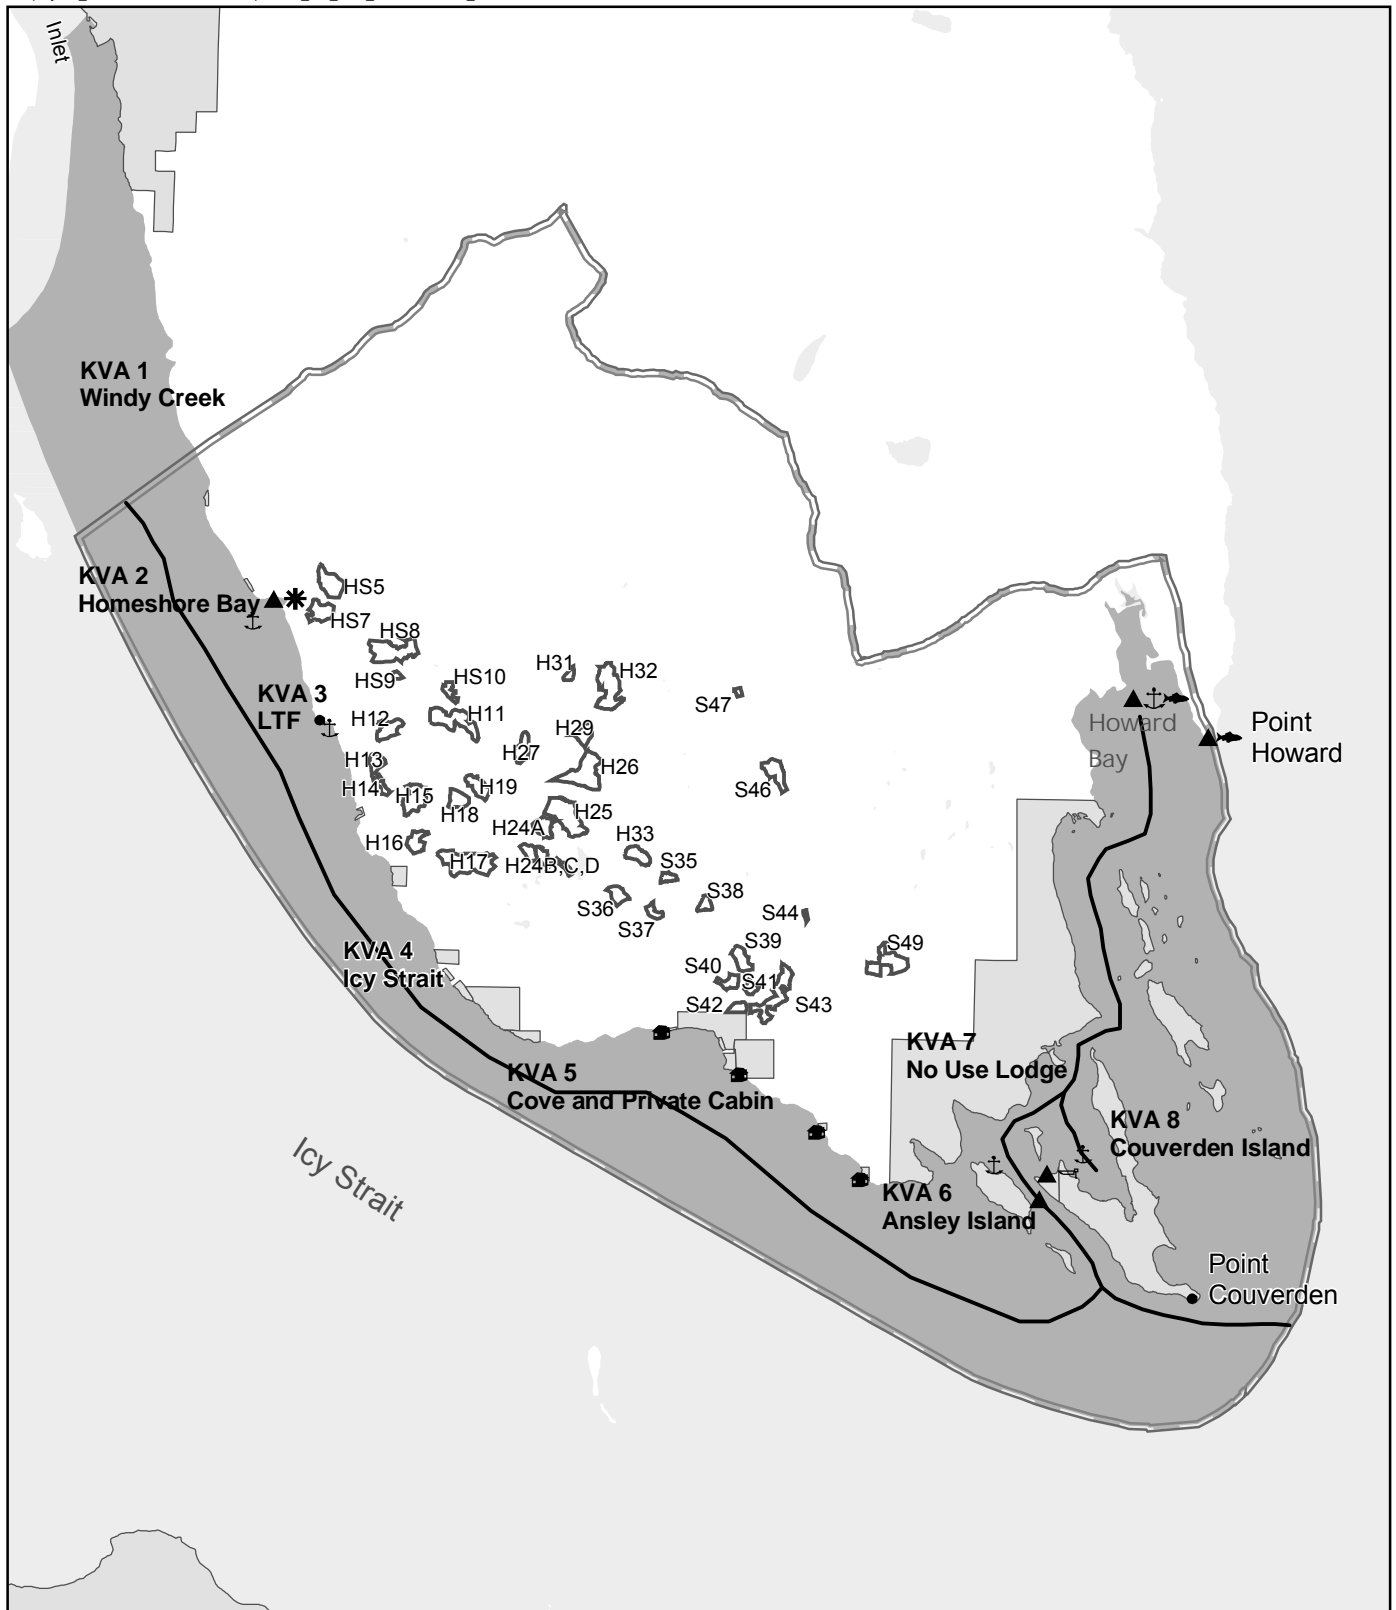 Inlet
KVA 1
Windy Creek
KVA 2
Homeshore Bay
HS5
HS7
HS8
HS9
HS10
H31
H32
KVA 3
LTF
H12
H11
H29
S47
H27
H26
H13
H14
H15
H18
H19
S46
H25
H24A
H16
H17
H24B,C,D
H33
S35
S36
S37
S38
S44
S39
S49
S40
S41
S42
S43
Howard
Bay
Point
Howard
KVA 4
Icy Strait
KVA 5
Cove and Private Cabin
KVA 7
No Use Lodge
KVA 8
Couverden Island
KVA 6
Ansley Island
Icy Strait
Point
Couverden